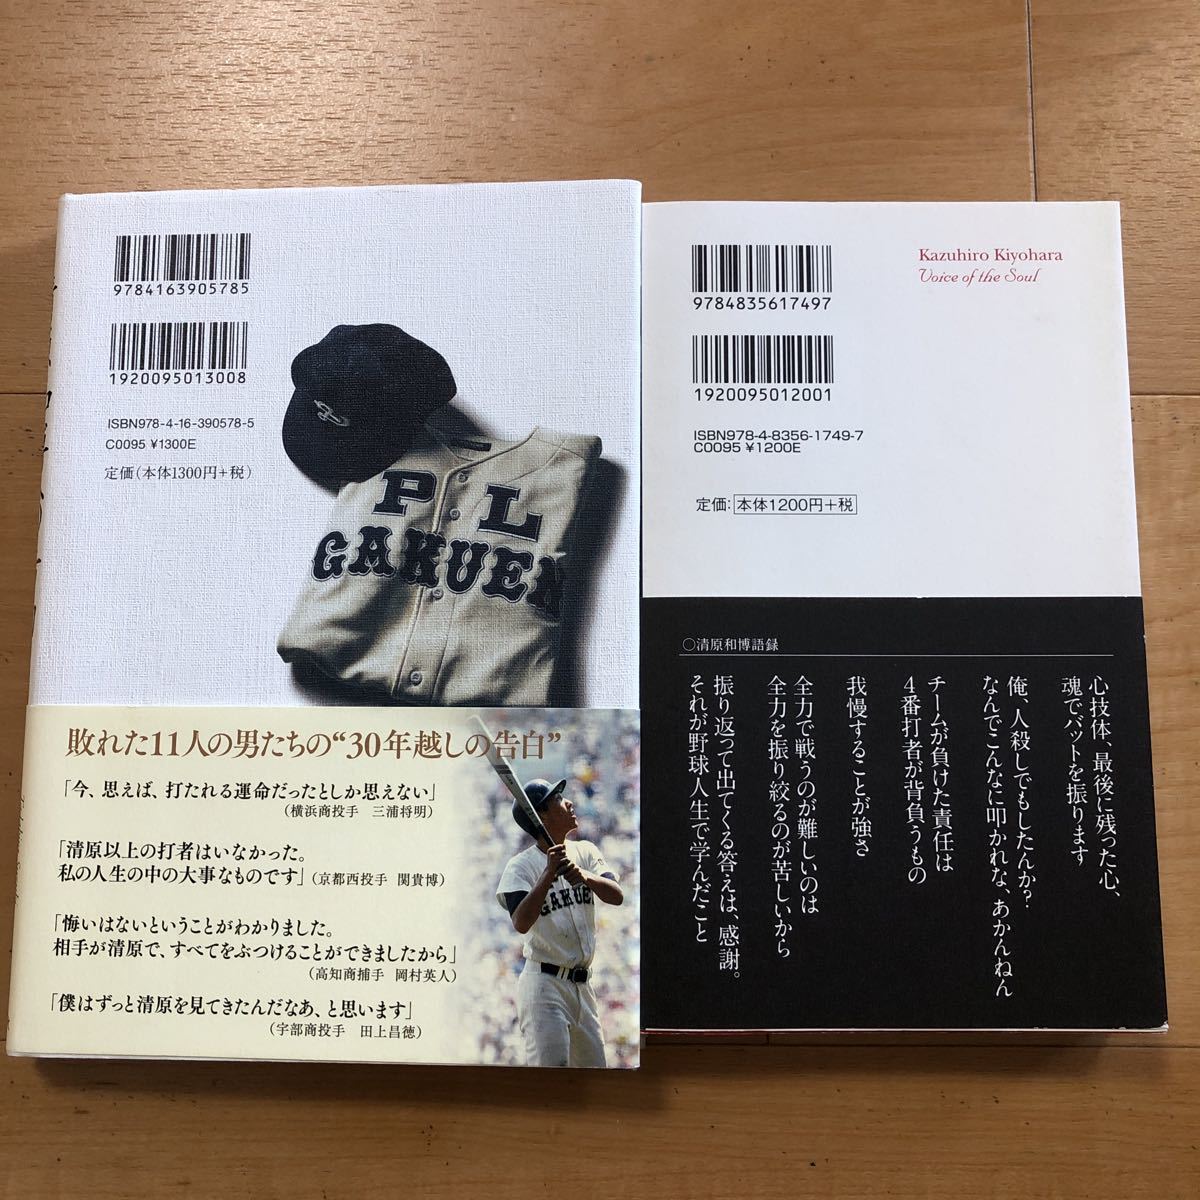 9784163905785
1920095013008
ISBN978-4-16-390578-5
C0095 ¥1300E
定価(本体1300円+税)
P L
GAKUEN
敗れた11人の男たちの“30年越しの告白”
「今、思えば、打たれる運命だったとしか思えない」
(横浜商投手 三浦将明)
「清原以上の打者はいなかった。
私の人生の中の大事なものです」(京都西投手 関貴博)
「悔いはないということがわかりました。
相手が清原で、すべてをぶつけることができましたから」
(高知商捕手 岡村英人)
「僕はずっと清原を見てきたんだなあ、と思います」
(宇部商投手 田上昌徳)
GAKUE
Kazuhiro Kiyohara
Voice of the Soul
9784835617497
1920095012001
ISBN978-4-8356-1749-7
C0095 ¥1200E
定価：本体1200円+税
○清原和博語録
心技体、最後に残った心、
魂でバットを振ります
俺、人殺しでもしたんか？
なんでこんなに叩かれな、あかんねん
チームが負けた責任は
4番打者が背負うもの
我慢することが強さ
全力で戦うのが難しいのは
全力を振り絞るのが苦しいから
振り返って出てくる答えは、感謝。
それが野球人生で学んだこと